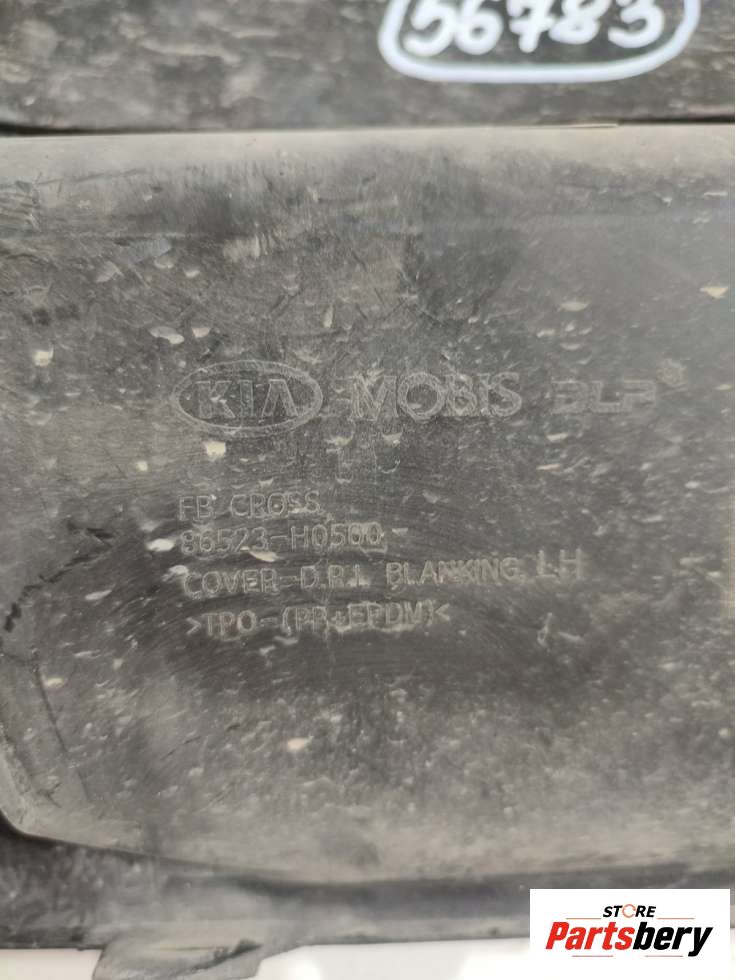 56783
KIA MOBIS DLP
FB CROSS
86523-H0500
COVER-D.R.L BLANKING, LH
>TPO-(PP+EPDM)<
STORE
Partsbery